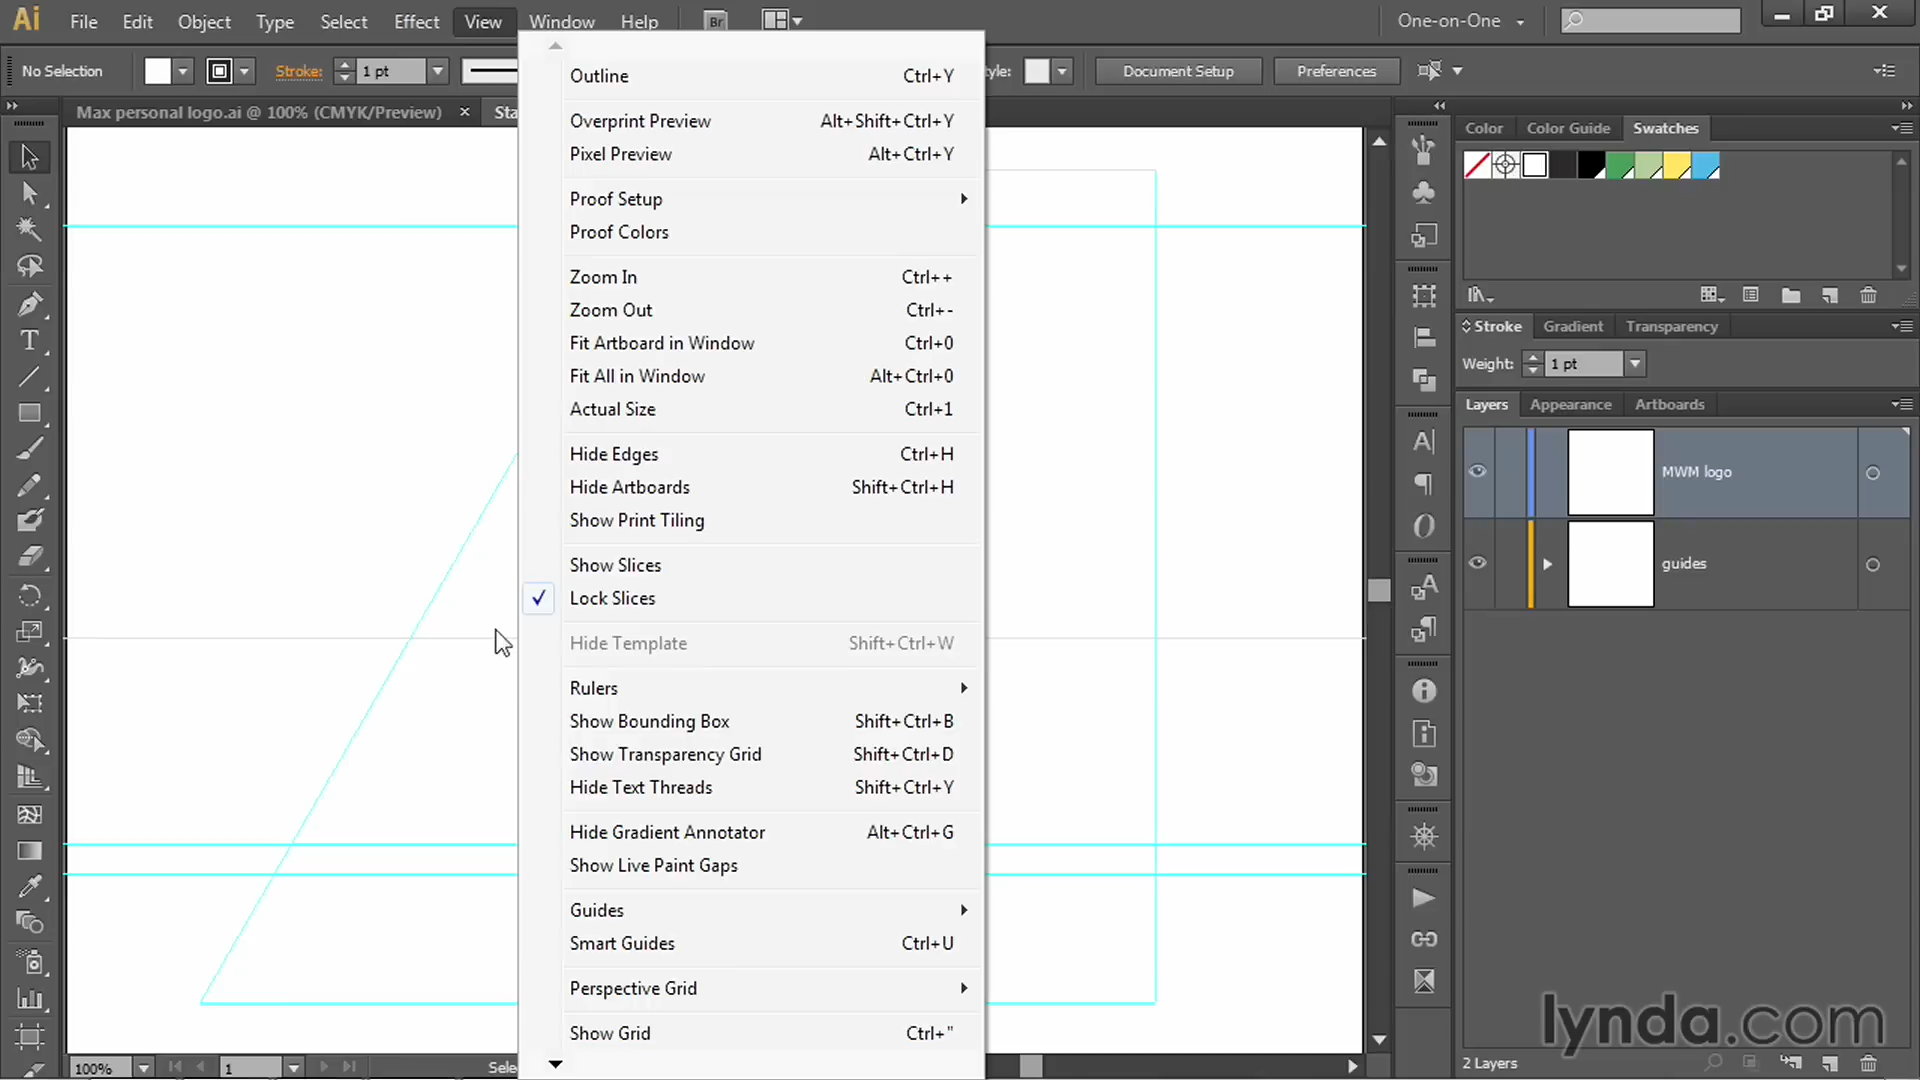 Ai File Edit Object Type Select Effect View Window Help Br One-on-One
No Selection Stroke: 1 pt yle: Document Setup Preferences
Max personal logo.ai @ 100% (CMYK/Preview) × Sta
Outline Ctrl+Y
Overprint Preview Alt+Shift+Ctrl+Y
Pixel Preview Alt+Ctrl+Y
Proof Setup
Proof Colors
Zoom In Ctrl++
Zoom Out Ctrl+-
Fit Artboard in Window Ctrl+0
Fit All in Window Alt+Ctrl+0
Actual Size Ctrl+1
Hide Edges Ctrl+H
Hide Artboards Shift+Ctrl+H
Show Print Tiling
Show Slices
Lock Slices
Hide Template Shift+Ctrl+W
Rulers
Show Bounding Box Shift+Ctrl+B
Show Transparency Grid Shift+Ctrl+D
Hide Text Threads Shift+Ctrl+Y
Hide Gradient Annotator Alt+Ctrl+G
Show Live Paint Gaps
Guides
Smart Guides Ctrl+U
Perspective Grid
Show Grid Ctrl+"
Color Color Guide Swatches
Stroke Gradient Transparency
Weight: 1 pt
Layers Appearance Artboards
MWM logo
guides
lynda.com
2 Layers
100% 1 Sele